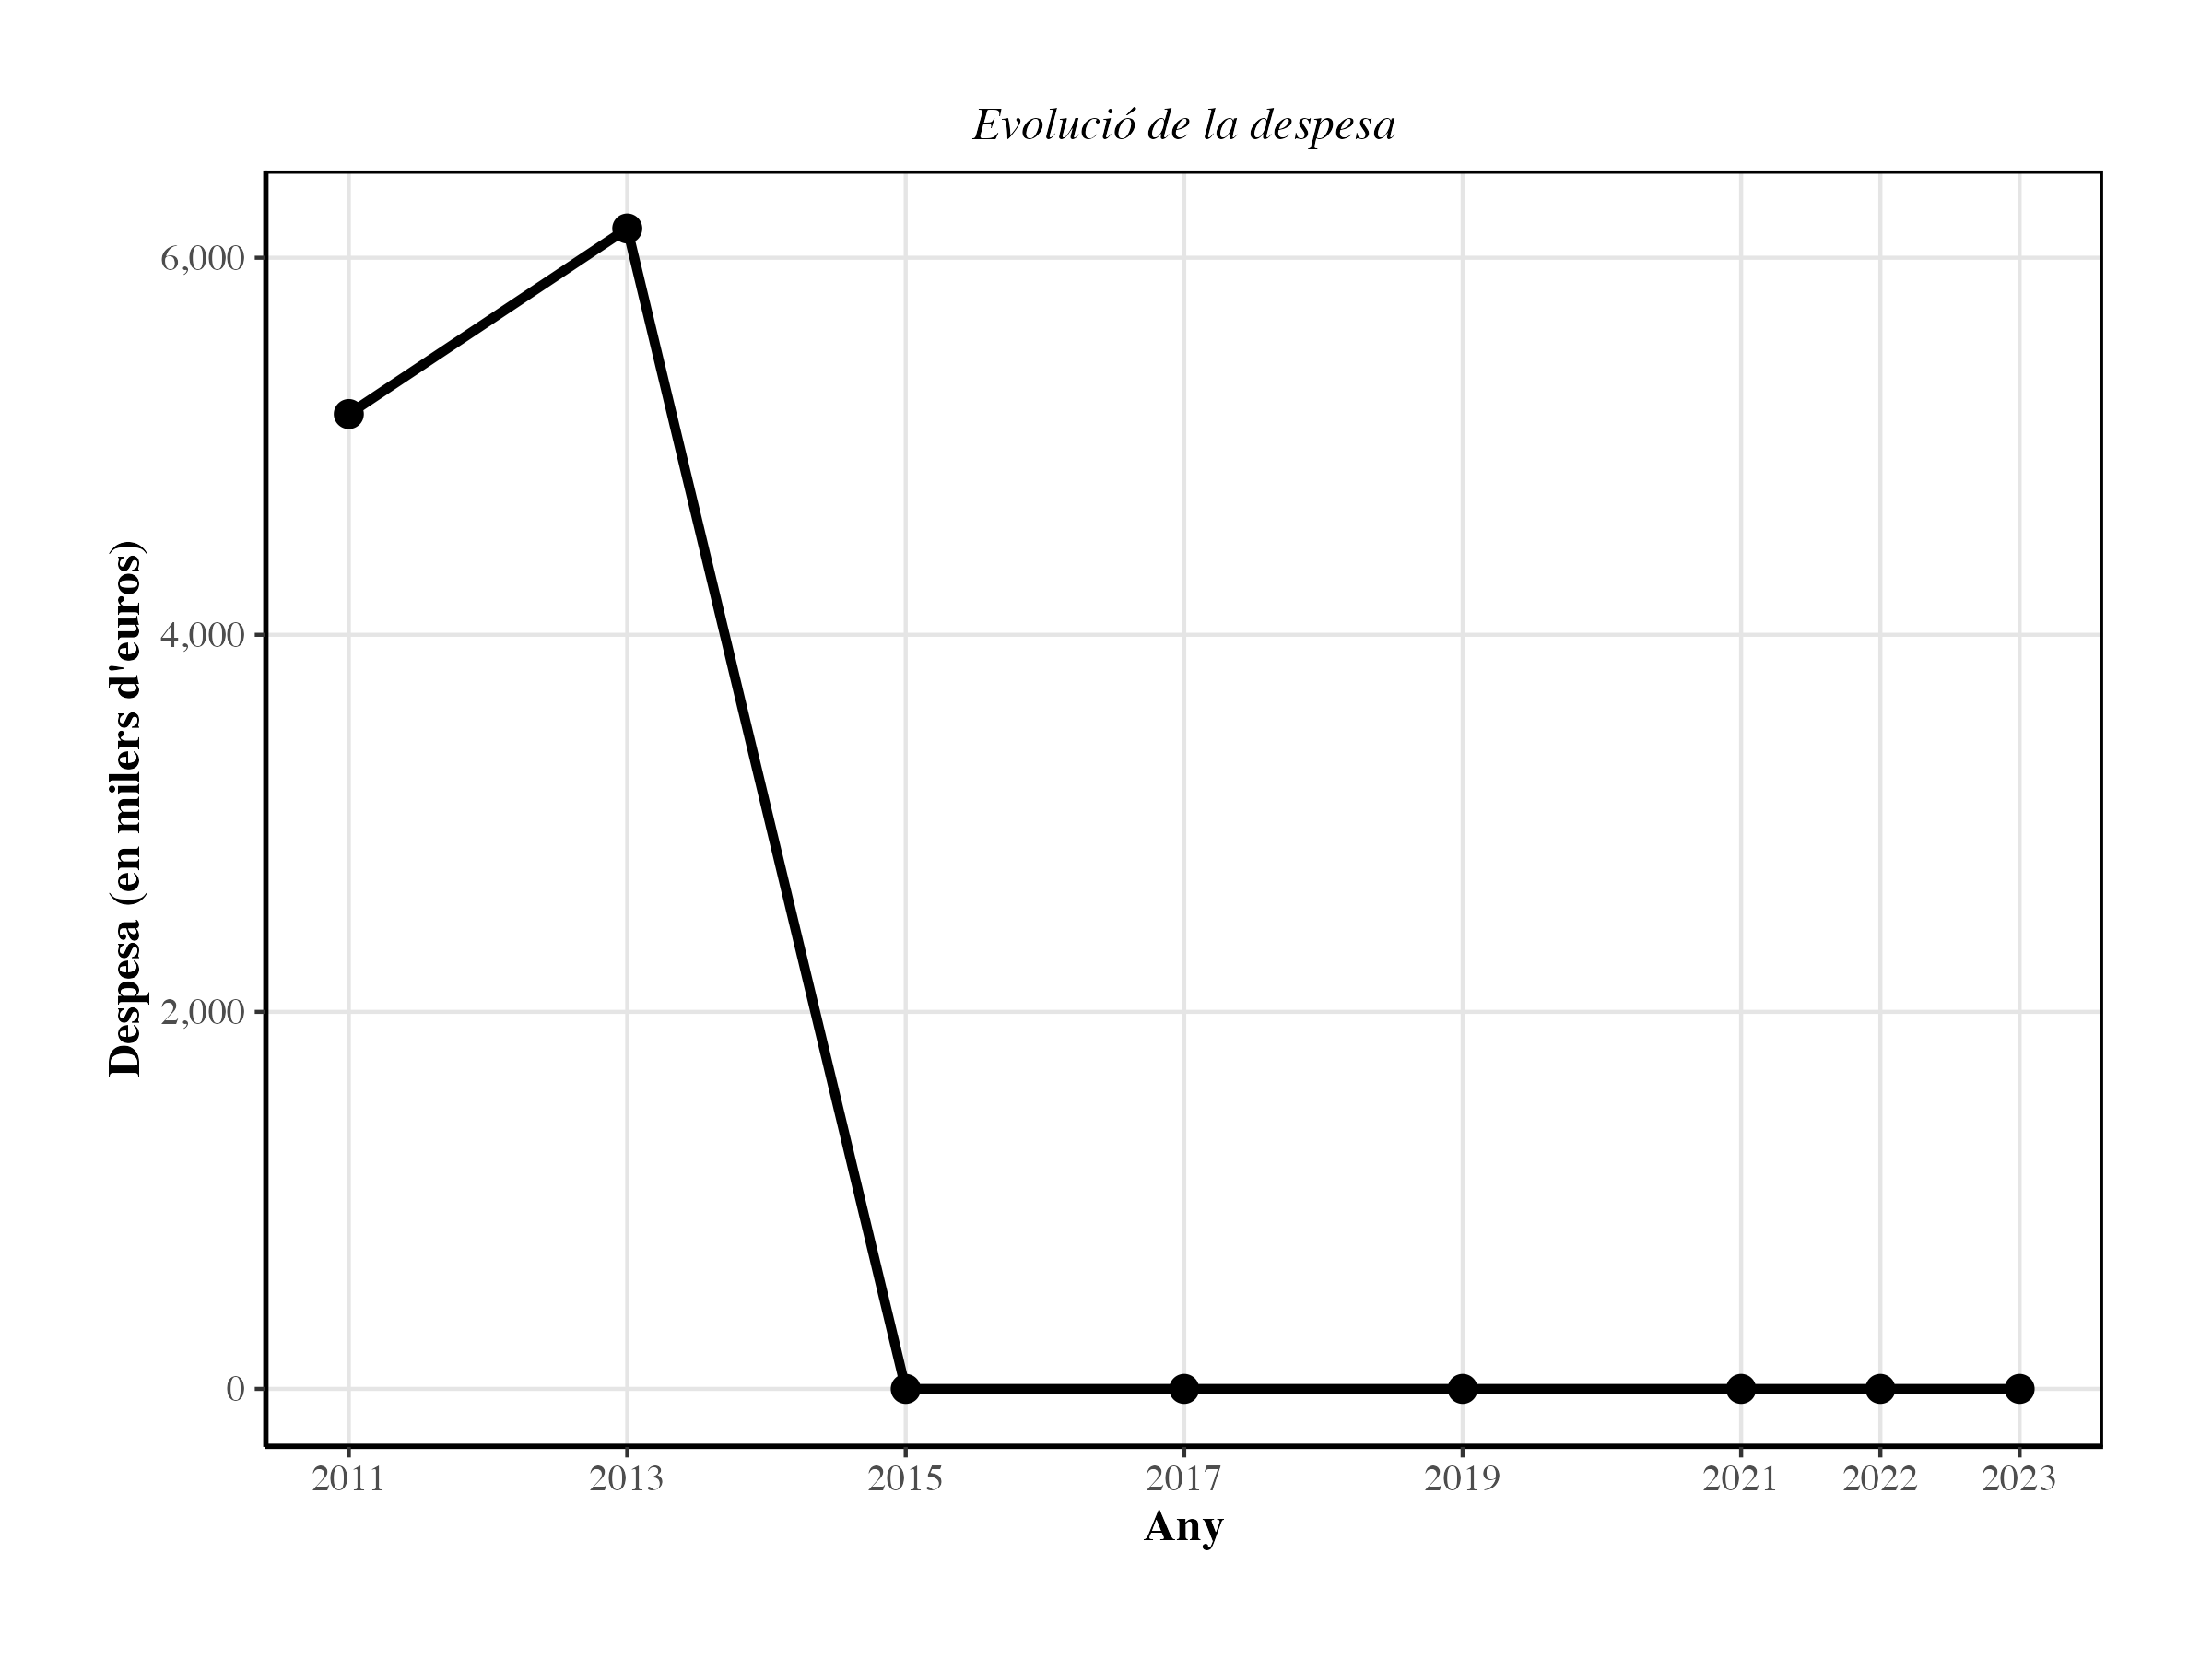 Evolució de la despesa
Despesa (en milers d'euros)
6,000
4,000
2,000
0
2011 2013 2015 2017 2019 2021 2022 2023
Any